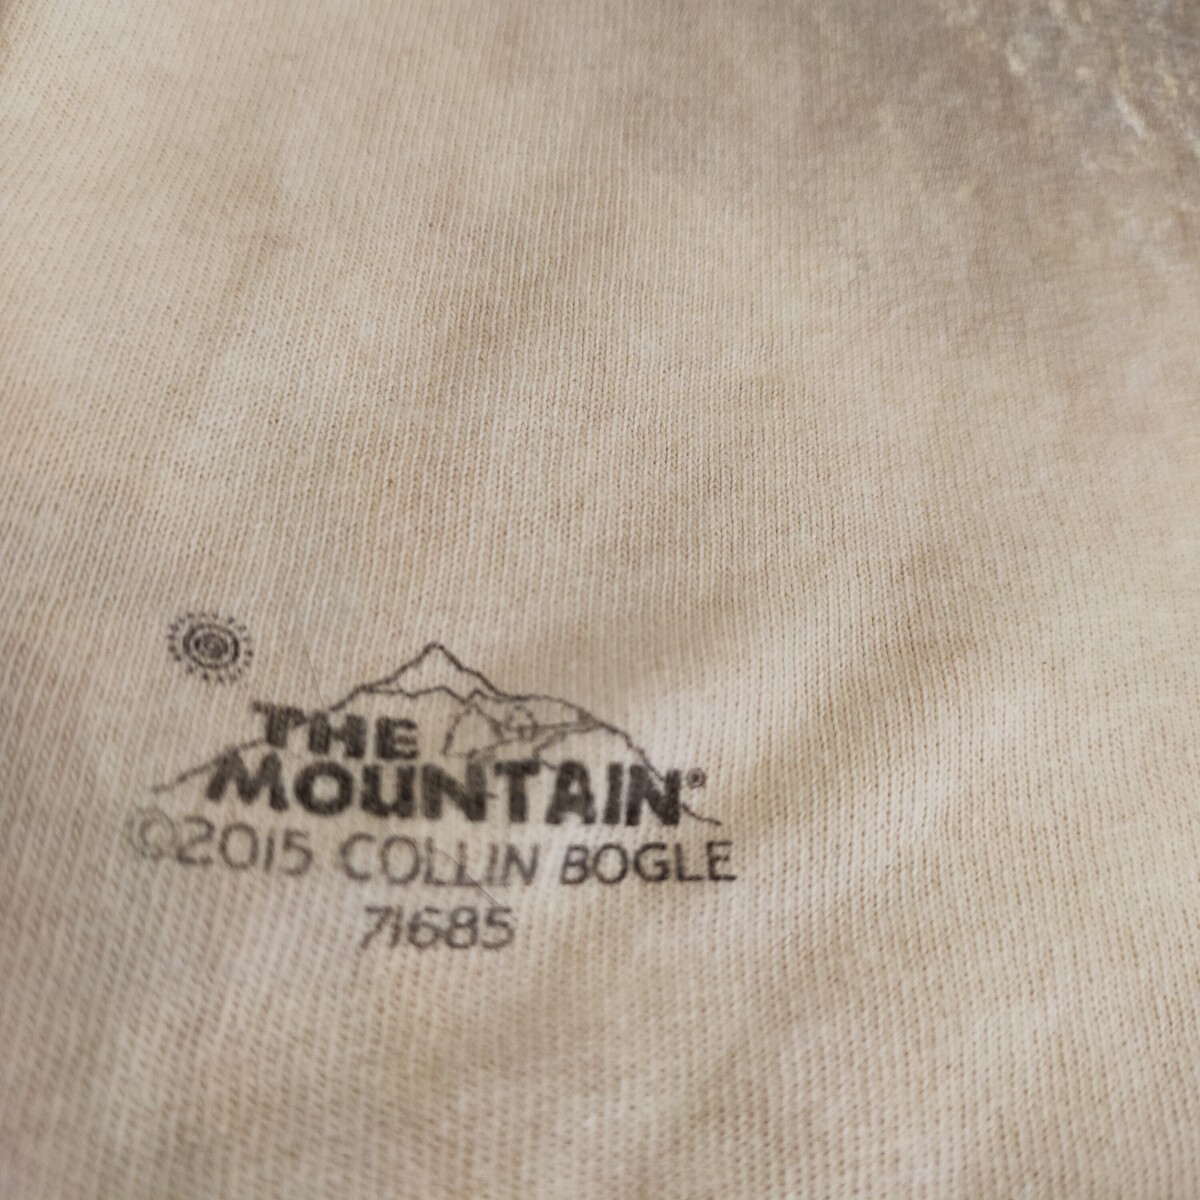 THE
MOUNTAIN®
©2015 COLLIN BOGLE
71685